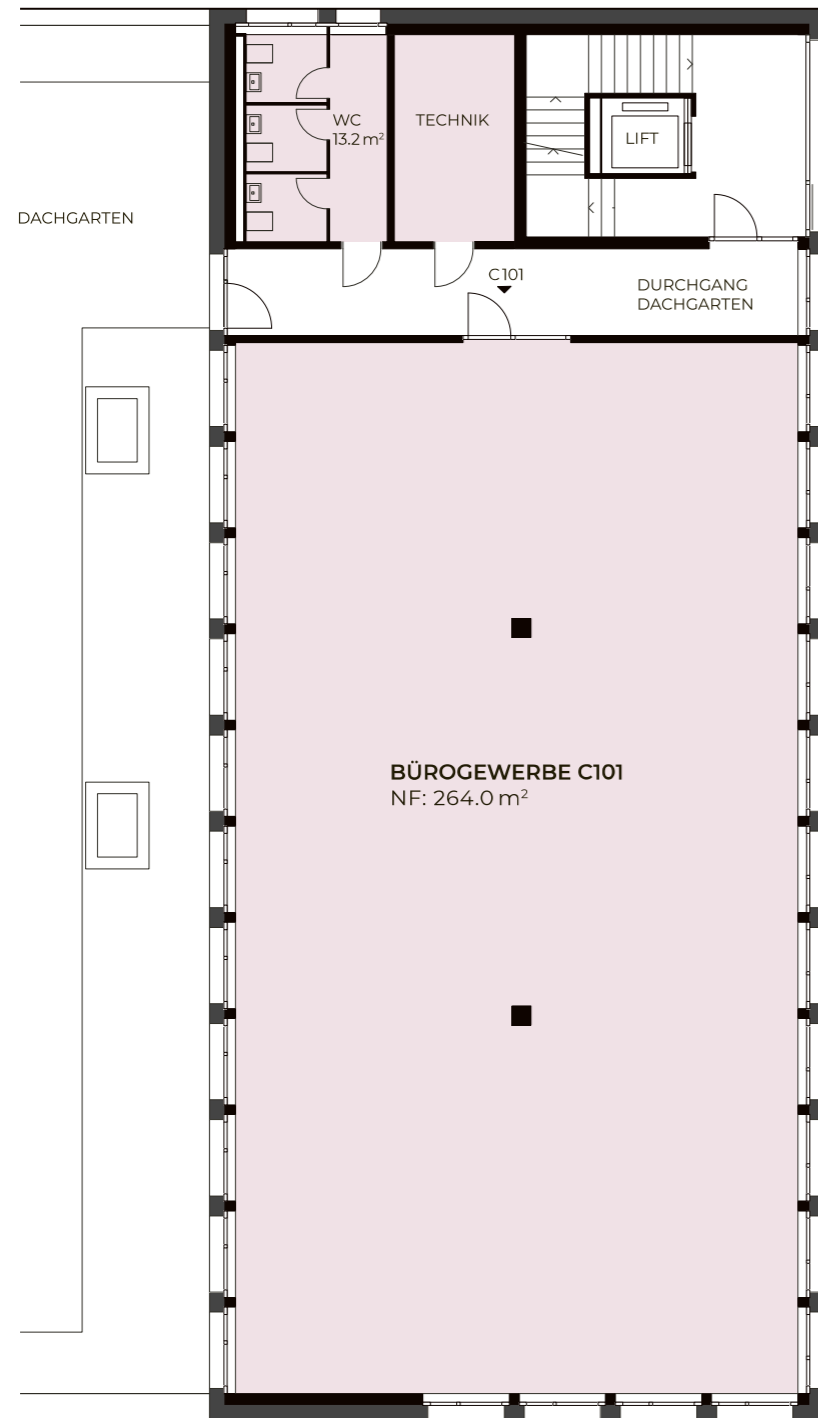 WC
13.2 m²
TECHNIK
LIFT
DACHGARTEN
C101
DURCHGANG
DACHGARTEN
BÜROGEWERBE C101
NF: 264.0 m²